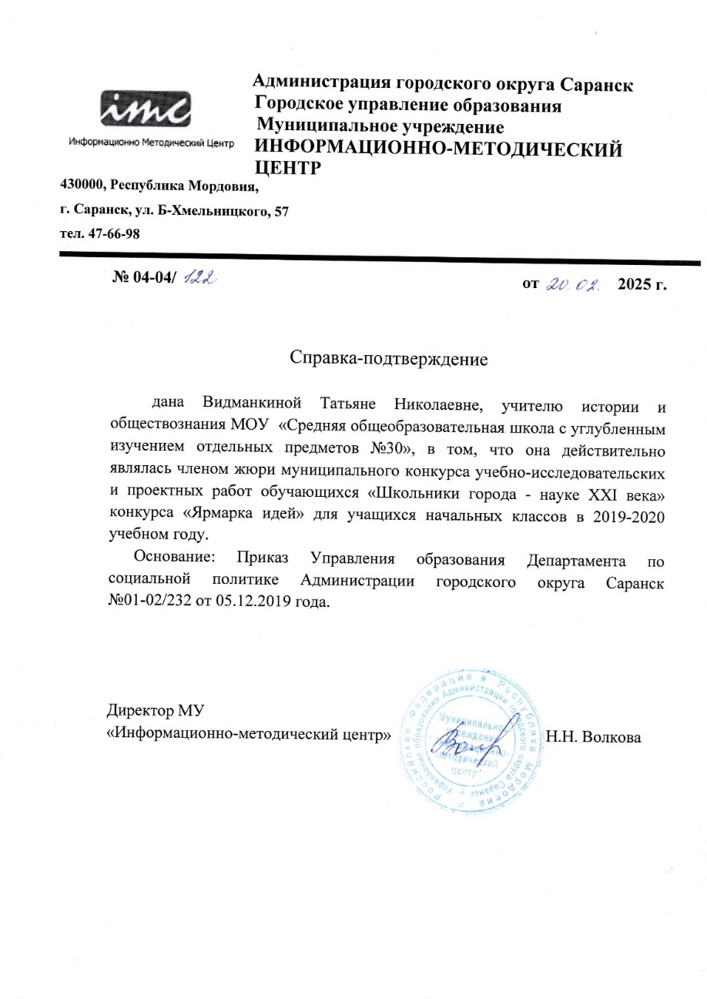 Администрация городского округа Саранск
Городское управление образования
Муниципальное учреждение
ИНФОРМАЦИОННО-МЕТОДИЧЕСКИЙ
ЦЕНТР
имс
Информационно Методический Центр
430000, Республика Мордовия,
г. Саранск, ул. Б-Хмельницкого, 57
тел. 47-66-98
№ 04-04/ 122
от 20.02. 2025 г.
Справка-подтверждение
дана Видманкиной Татьяне Николаевне, учителю истории и
обществознания МОУ «Средняя общеобразовательная школа с углубленным
изучением отдельных предметов №30», в том, что она действительно
являлась членом жюри муниципального конкурса учебно-исследовательских
и проектных работ обучающихся «Школьники города - науке XXI века»
конкурса «Ярмарка идей» для учащихся начальных классов в 2019-2020
учебном году.
Основание: Приказ Управления образования Департамента по
социальной политике Администрации городского округа Саранск
№01-02/232 от 05.12.2019 года.
Директор МУ
«Информационно-методический центр»
Н.Н. Волкова
Российская Федерация ★ Республика Мордовия
Управление образования Администрации городского округа Саранск
Муниципальное
учреждение
методический
центр